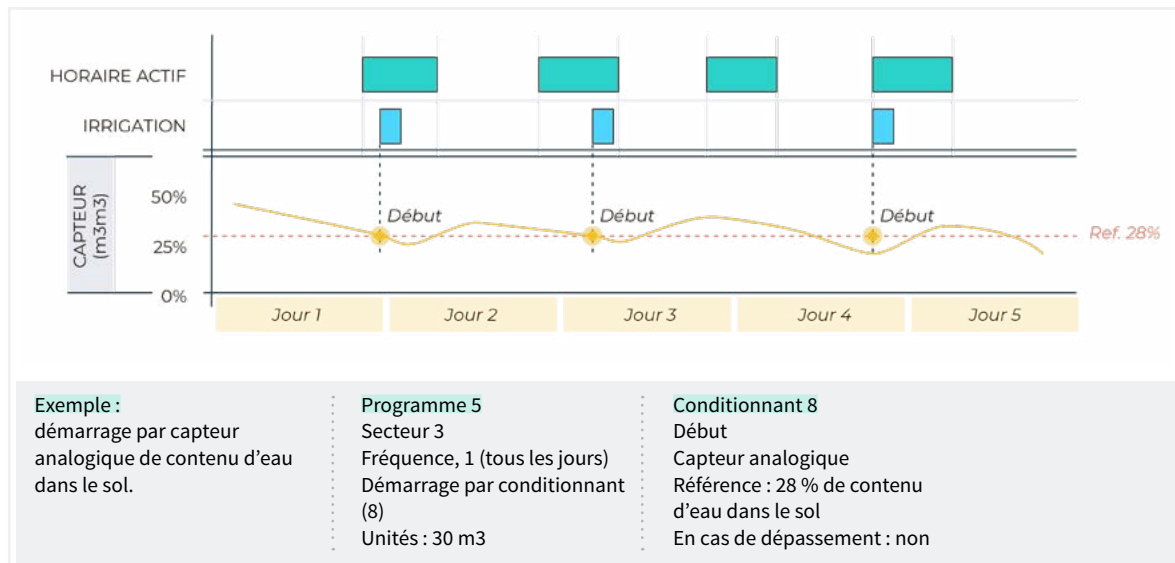 HORAIRE ACTIF
IRRIGATION
CAPTEUR
(m3m3)
50%
25%
0%
Début
Début
Début
Ref. 28%
Jour 1
Jour 2
Jour 3
Jour 4
Jour 5
Exemple :
démarrage par capteur
analogique de contenu d’eau
dans le sol.
Programme 5
Secteur 3
Fréquence, 1 (tous les jours)
Démarrage par conditionnant
(8)
Unités : 30 m3
Conditionnant 8
Début
Capteur analogique
Référence : 28 % de contenu
d’eau dans le sol
En cas de dépassement : non